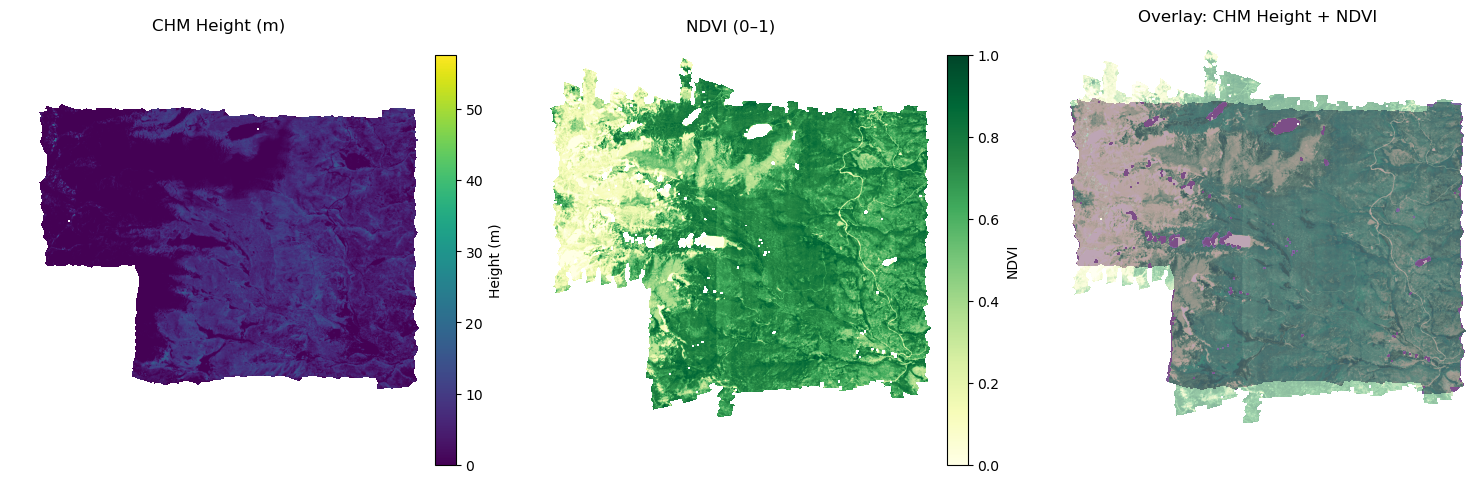 CHM Height (m)
50
40
30
20
10
0
Height (m)
NDVI (0–1)
1.0
0.8
0.6
0.4
0.2
0.0
NDVI
Overlay: CHM Height + NDVI